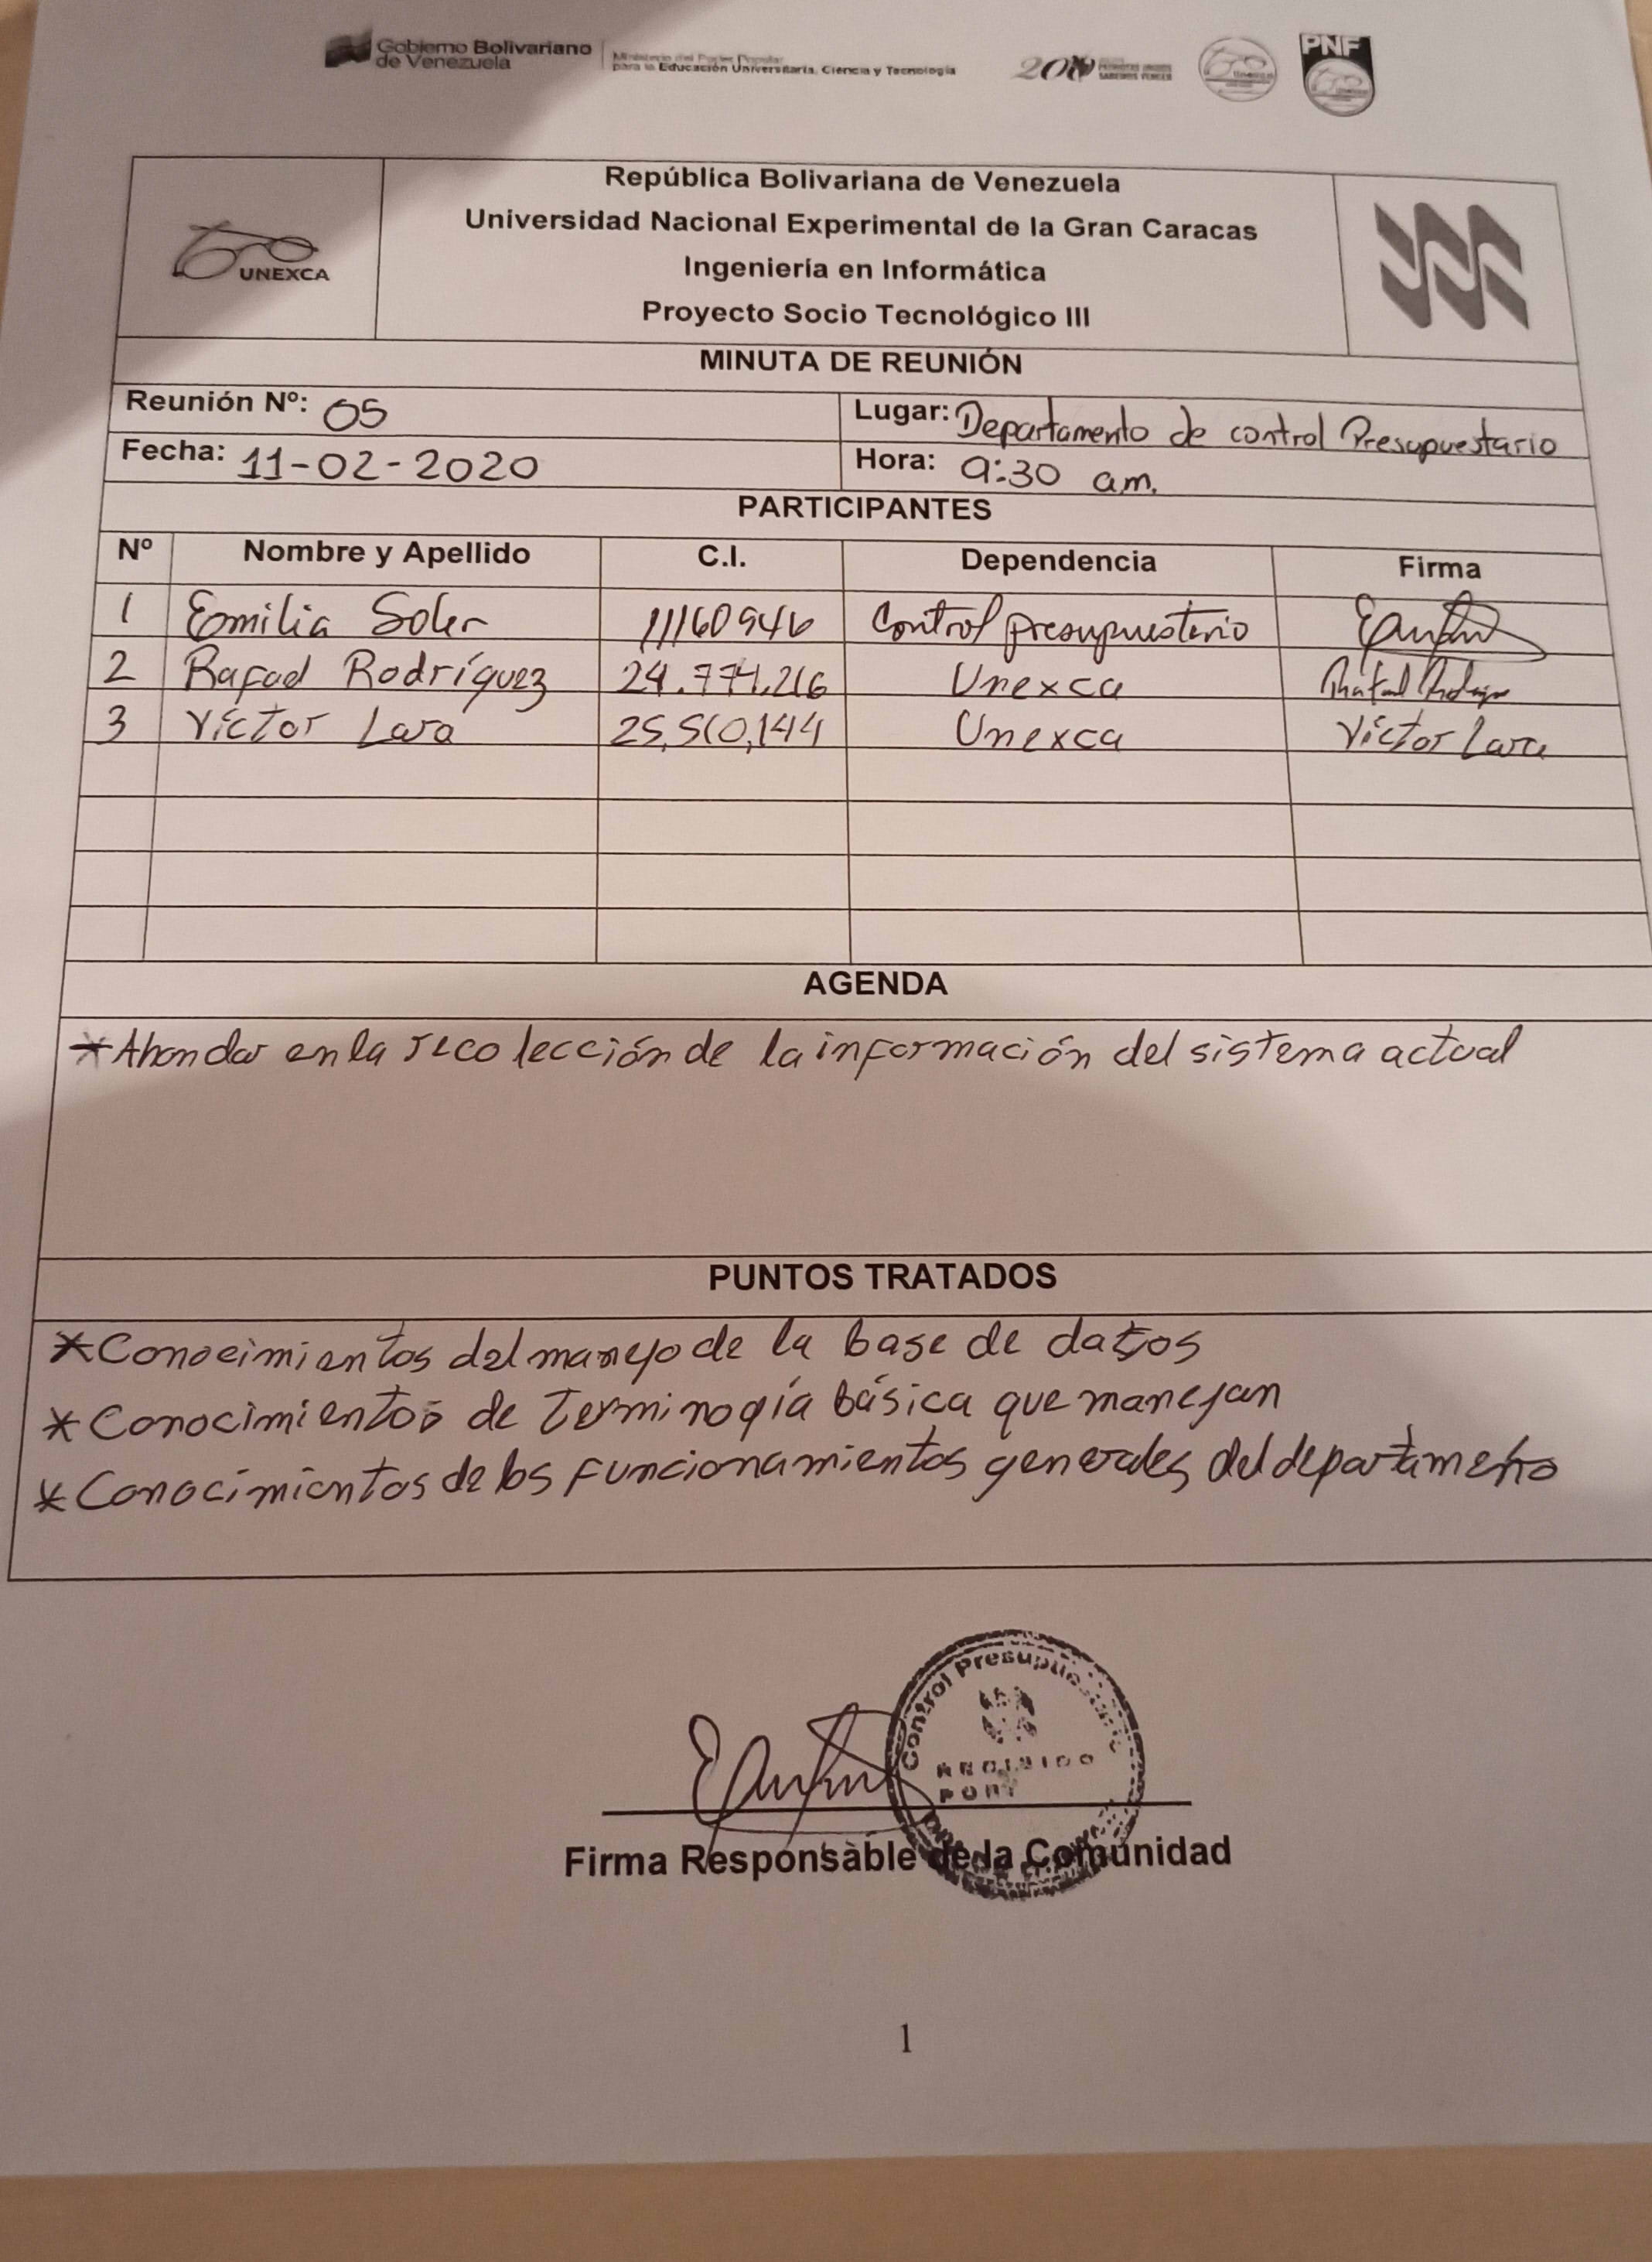 Gobierno Bolivariano
de Venezuela
Ministerio del Poder Popular
para la Educación Universitaria, Ciencia y Tecnología
200
unexca
PNF
unexca
UNEXCA
República Bolivariana de Venezuela
Universidad Nacional Experimental de la Gran Caracas
Ingeniería en Informática
Proyecto Socio Tecnológico III
MINUTA DE REUNIÓN
Reunión Nº: 05
Lugar: Departamento de control Presupuestario
Fecha: 11-02-2020
Hora: 9:30 am.
PARTICIPANTES
Nº Nombre y Apellido C.I. Dependencia Firma
1 Emilia Soler 11160946 Control presupuestario
2 Rafael Rodríguez 24.774.216 Unexca Rafael
3 Víctor Lara 25,510,144 Unexca Víctor Lara
AGENDA
*Ahondar en la recolección de la información del sistema actual
PUNTOS TRATADOS
*Conocimientos del manejo de la base de datos
*Conocimientos de Terminogía básica que manejan
*Conocimientos de los funcionamientos generales del departamento
Control Presupuestario
RECIBIDO
POR
Firma Responsable de la Comunidad
1